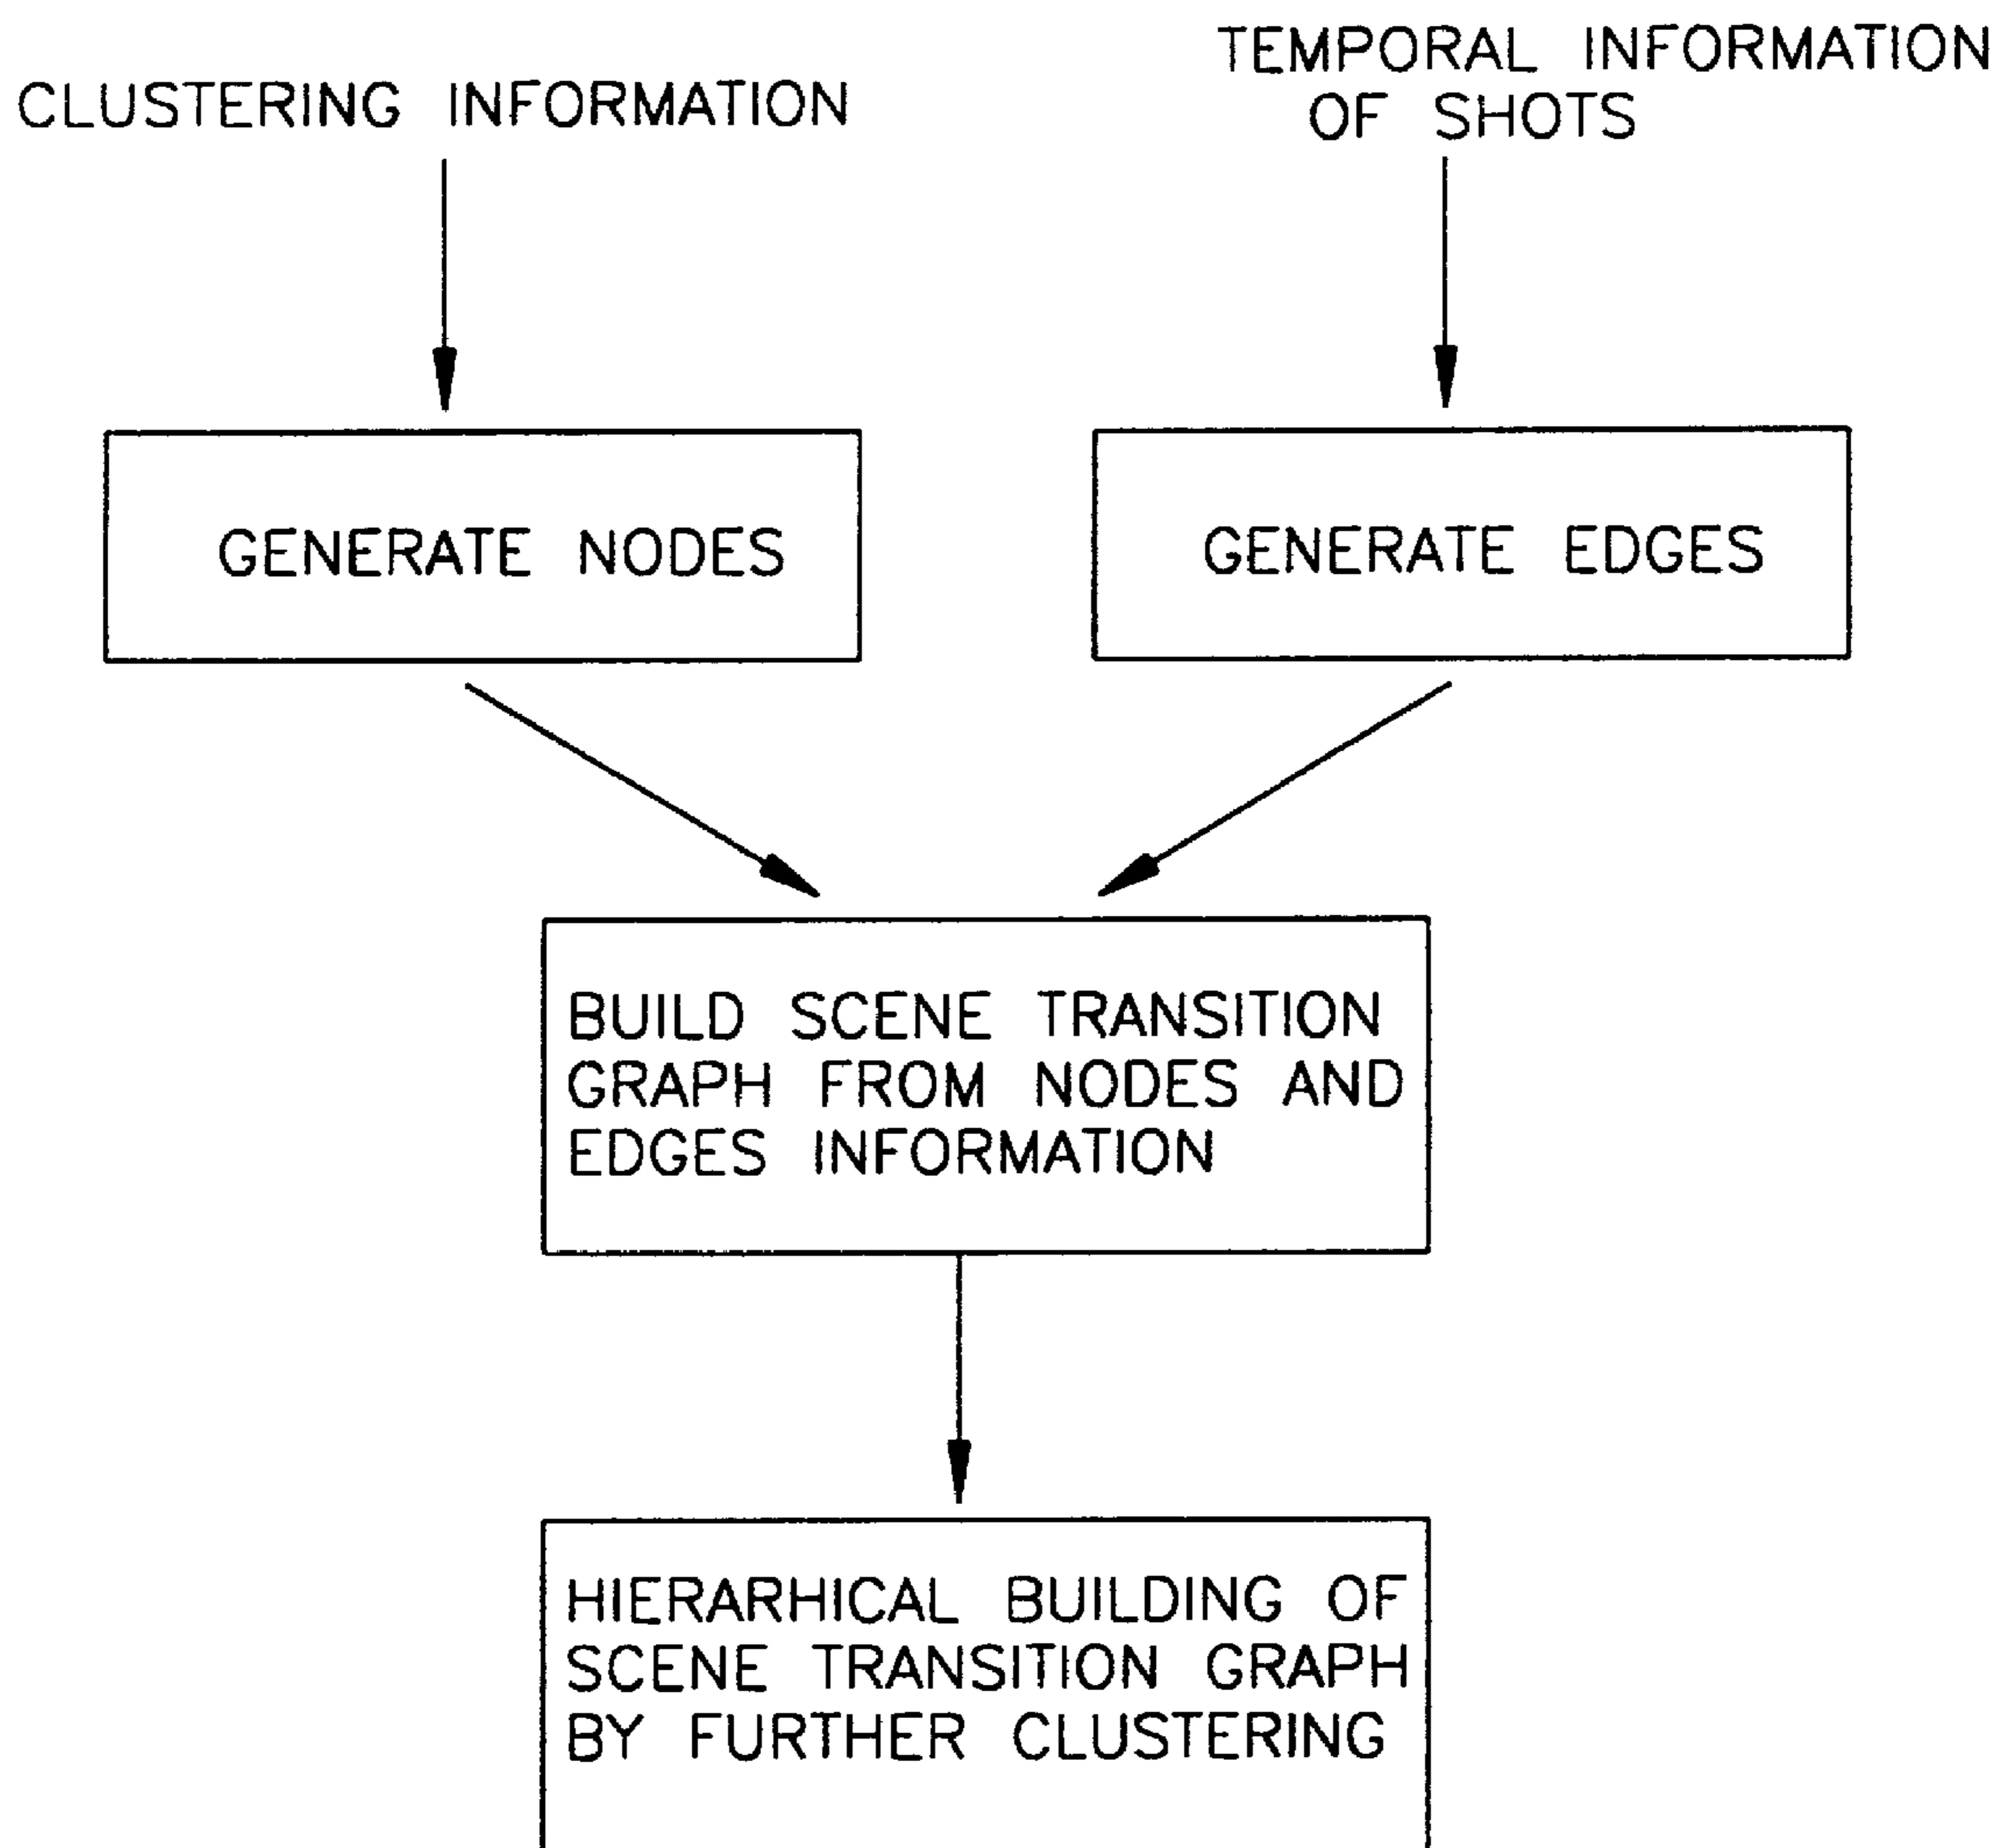 CLUSTERING INFORMATION
TEMPORAL INFORMATION
OF SHOTS
GENERATE NODES
GENERATE EDGES
BUILD SCENE TRANSITION
GRAPH FROM NODES AND
EDGES INFORMATION
HIERARHICAL BUILDING OF
SCENE TRANSITION GRAPH
BY FURTHER CLUSTERING